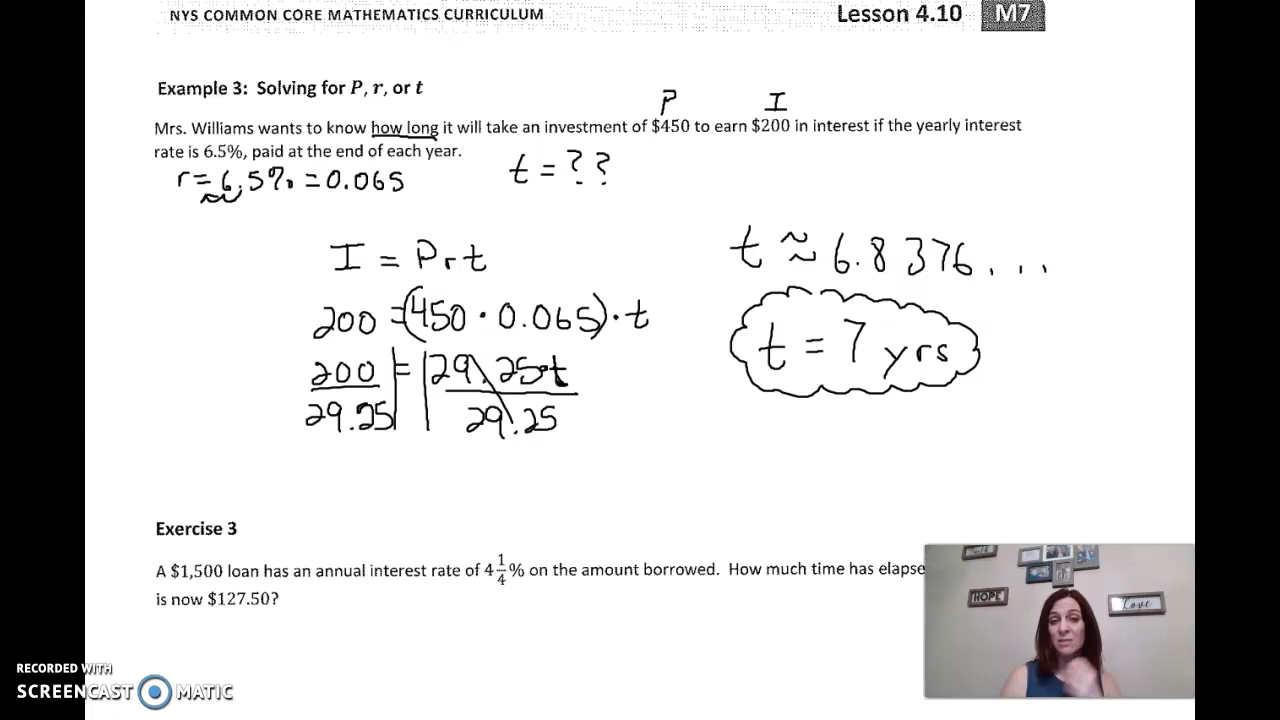 NYS COMMON CORE MATHEMATICS CURRICULUM
Lesson 4.10 M7
Example 3: Solving for P, r, or t
P I
Mrs. Williams wants to know how long it will take an investment of $450 to earn $200 in interest if the yearly interest
rate is 6.5%, paid at the end of each year.
t = ??
r = 6.5% = 0.065
I = Prt
t ≈ 6.8376...
200 = (450 · 0.065) · t
t = 7 yrs
200 = 29.25·t
29.25 29.25
Exercise 3
A $1,500 loan has an annual interest rate of 4 1/4% on the amount borrowed. How much time has elapse
is now $127.50?
HOPE
Love
RECORDED WITH
SCREENCAST MATIC